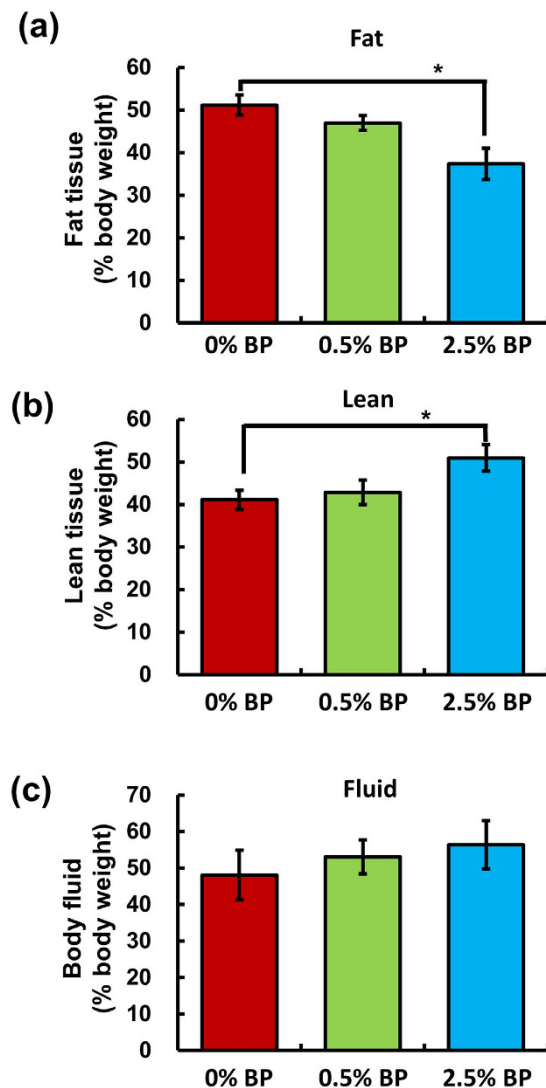 (a)
Fat
*
Fat tissue
(% body weight)
60
50
40
30
20
10
0
0% BP 0.5% BP 2.5% BP
(b)
Lean
*
Lean tissue
(% body weight)
60
50
40
30
20
10
0
0% BP 0.5% BP 2.5% BP
(c)
Fluid
Body fluid
(% body weight)
70
60
50
40
30
20
10
0
0% BP 0.5% BP 2.5% BP